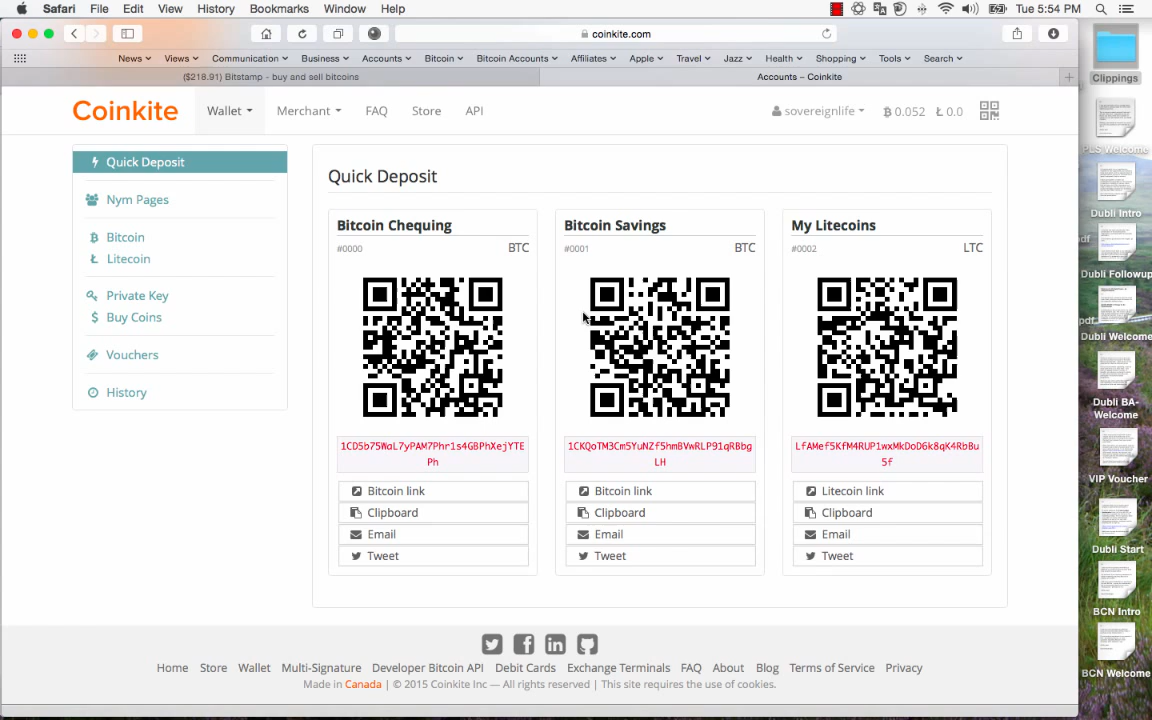 Safari File Edit View History Bookmarks Window Help Tue 5:54 PM
coinkite.com
News Views Communication Business Accounts Bitcoin Bitcoin Accounts Affiliates Apple Travel Jazz Health Shopping Tools Search
($218.91) Bitstamp - buy and sell bitcoins Accounts – Coinkite
Coinkite Wallet Merchant FAQ Store API sovereignlife 0.052 Ł 0.0
Quick Deposit
Nym Pages
Bitcoin
Litecoin
Private Key
Buy Coins
Vouchers
History
Quick Deposit
Bitcoin Chequing
#0000 BTC
1CD5b75WaL7yPAM7Phr1s4GBPhXejYTE
Ph
Bitcoin link
Clipboard
Email
Tweet
Bitcoin Savings
#0001 BTC
1CKQoTM3Cm5YuNZf5hmBVwRLP91qRBbg
LH
Bitcoin link
Clipboard
Email
Tweet
My Litecoins
#0002 LTC
LfAMef5KfM4RUP1wxMkDoD6k8qK4RbBu
5f
Litecoin link
Clipboard
Email
Tweet
Home Store Wallet Multi-Signature Developer Bitcoin API Debit Cards Exchange Terminals FAQ About Blog Terms of Service Privacy
Made in Canada | © 2015 Coinkite Inc — All rights reserved | This site requires the use of cookies.
Clippings
PLS Welcome
Dubli Intro
Dubli Followup
Dubli Welcome
Dubli BA-
Welcome
VIP Voucher
Dubli Start
BCN Intro
BCN Welcome